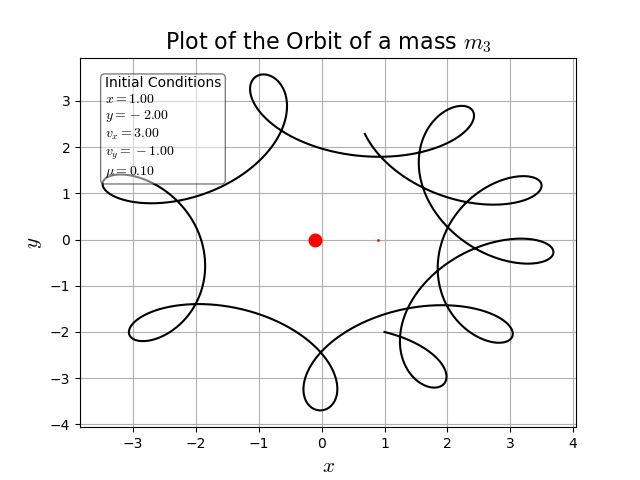 Plot of the Orbit of a mass m₃
Initial Conditions
x = 1.00
y = − 2.00
vₓ = 3.00
v_y = − 1.00
μ = 0.10
y
3
2
1
0
−1
−2
−3
−4
−3 −2 −1 0 1 2 3 4
x